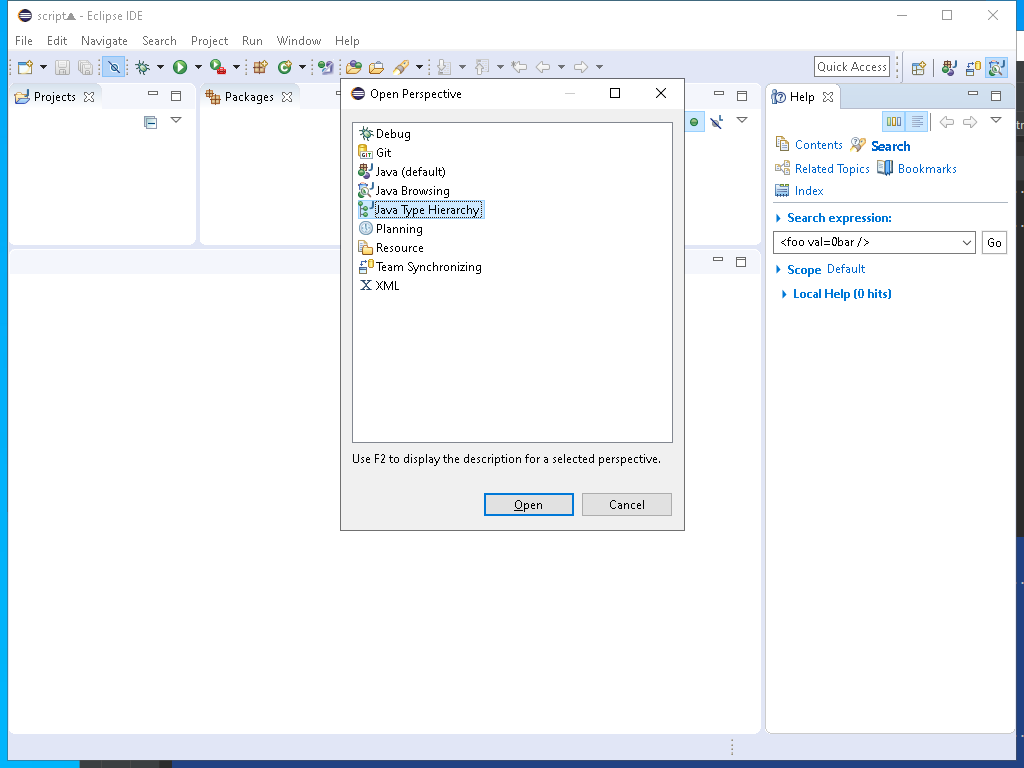 script▲ - Eclipse IDE
File Edit Navigate Search Project Run Window Help
Quick Access
Projects
Packages
Open Perspective
Help
Debug
Git
Java (default)
Java Browsing
Java Type Hierarchy
Planning
Resource
Team Synchronizing
XML
Use F2 to display the description for a selected perspective.
Open Cancel
Contents Search
Related Topics Bookmarks
Index
Search expression:
<foo val=0bar /> Go
Scope Default
Local Help (0 hits)